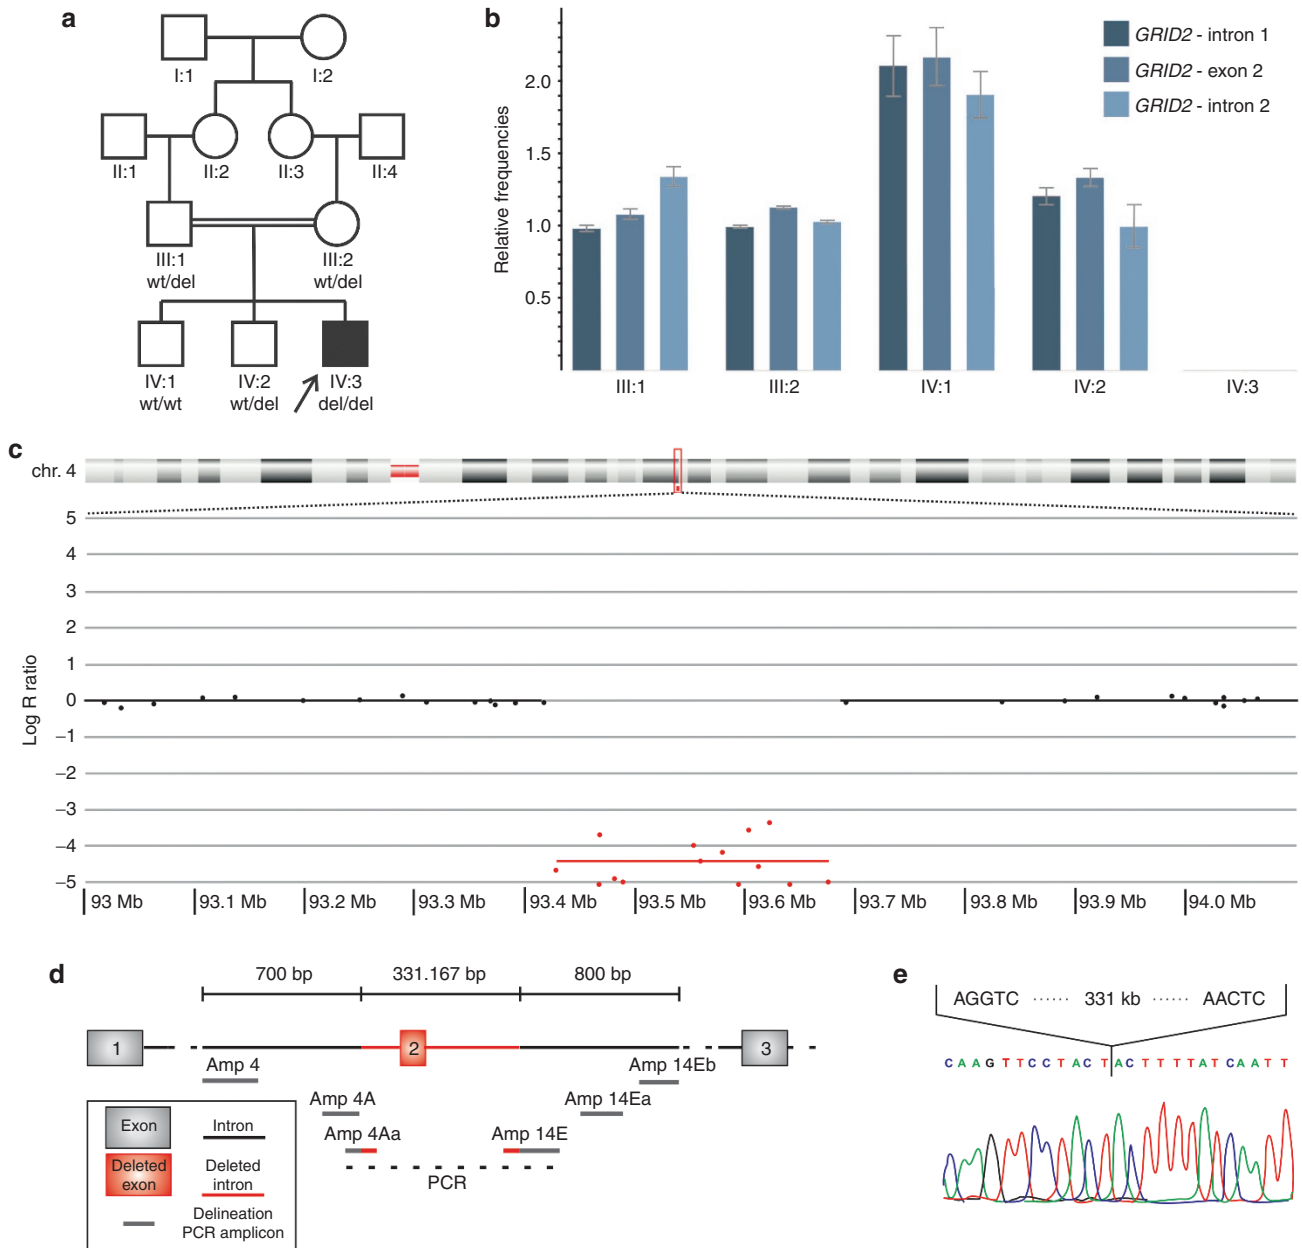 a
I:1
I:2
II:1
II:2
II:3
II:4
III:1
wt/del
III:2
wt/del
IV:1
wt/wt
IV:2
wt/del
IV:3
del/del
b
Relative frequencies
2.0
1.5
1.0
0.5
GRID2 - intron 1
GRID2 - exon 2
GRID2 - intron 2
III:1
III:2
IV:1
IV:2
IV:3
c
chr. 4
Log R ratio
5
4
3
2
1
0
−1
−2
−3
−4
−5
93 Mb
93.1 Mb
93.2 Mb
93.3 Mb
93.4 Mb
93.5 Mb
93.6 Mb
93.7 Mb
93.8 Mb
93.9 Mb
94.0 Mb
d
700 bp
331.167 bp
800 bp
1
2
3
Amp 4
Amp 14Eb
Amp 4A
Amp 14Ea
Amp 4Aa
Amp 14E
PCR
Exon
Intron
Deleted exon
Deleted intron
Delineation
PCR amplicon
e
AGGTC ······ 331 kb ······ AACTC
CAAGTTCCTACTACTTTTATCAATT